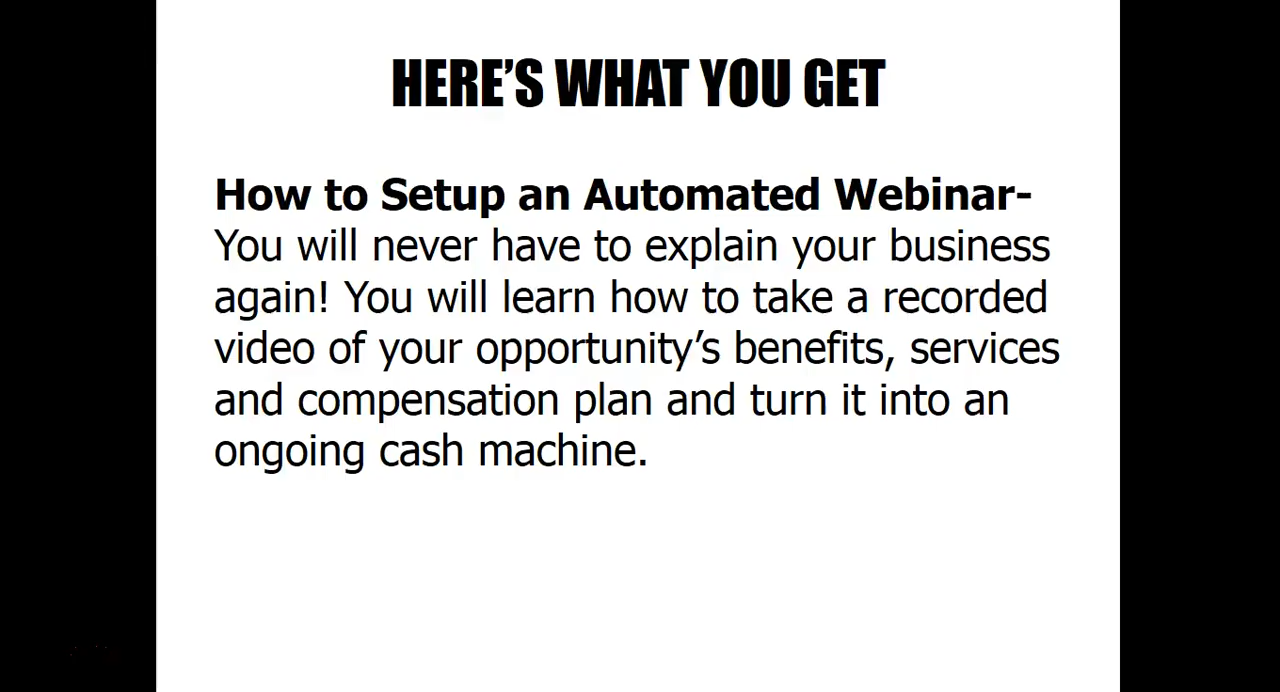 HERE’S WHAT YOU GET
How to Setup an Automated Webinar-
You will never have to explain your business
again! You will learn how to take a recorded
video of your opportunity’s benefits, services
and compensation plan and turn it into an
ongoing cash machine.